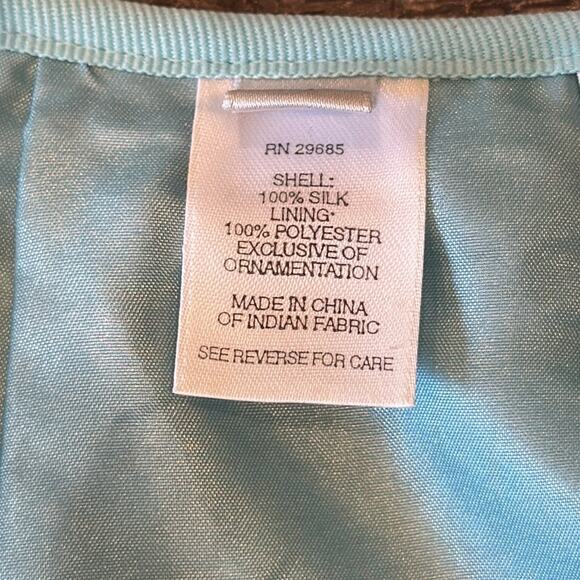 RN 29685
SHELL:
100% SILK
LINING:
100% POLYESTER
EXCLUSIVE OF
ORNAMENTATION
MADE IN CHINA
OF INDIAN FABRIC
SEE REVERSE FOR CARE